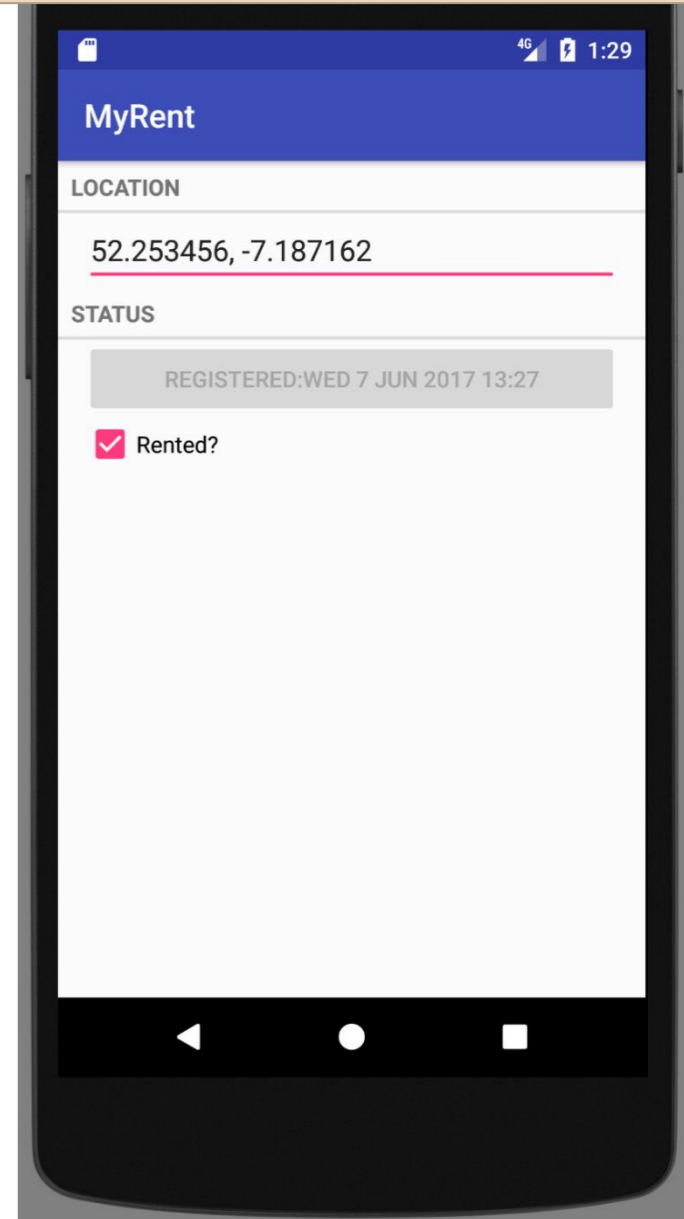 4G 1:29
MyRent
LOCATION
52.253456, -7.187162
STATUS
REGISTERED:WED 7 JUN 2017 13:27
Rented?